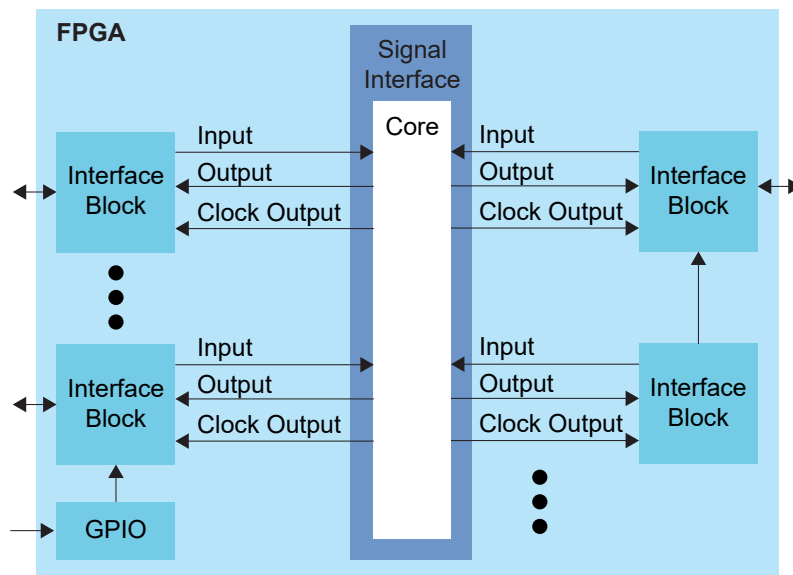 FPGA
Signal
Interface
Core
Input
Output
Clock Output
Interface
Block
Input
Output
Clock Output
Interface
Block
Input
Output
Clock Output
Interface
Block
Input
Output
Clock Output
Interface
Block
GPIO